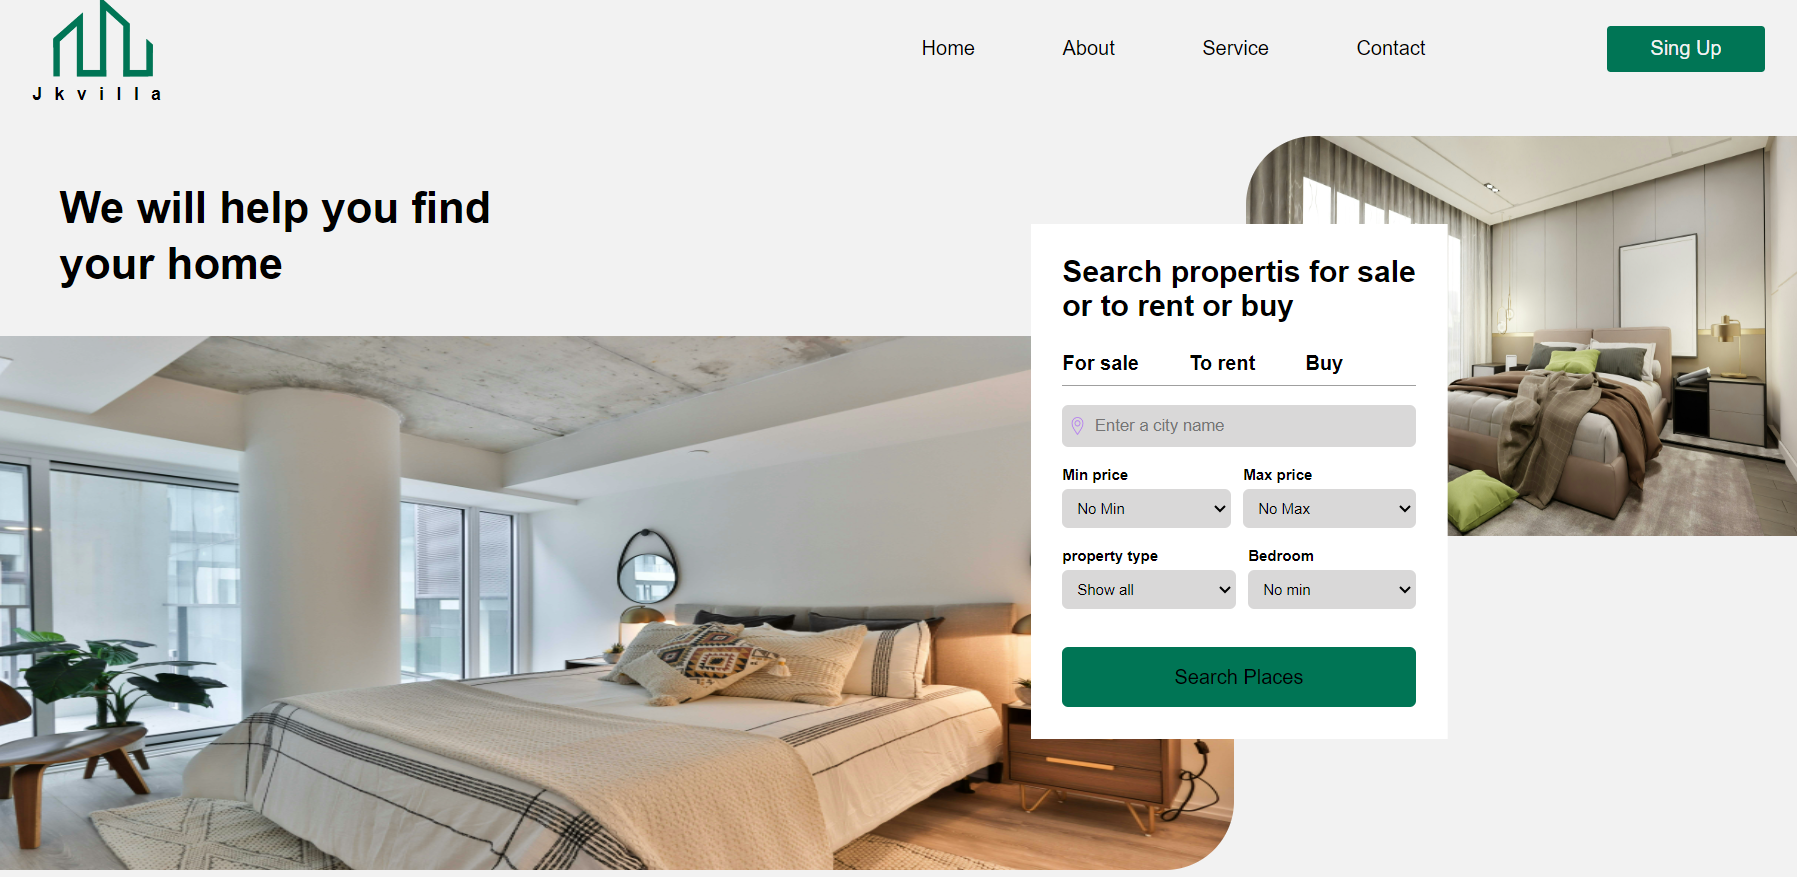 Jkvilla
Home
About
Service
Contact
Sing Up
We will help you find
your home
Search propertis for sale
or to rent or buy
For sale
To rent
Buy
Enter a city name
Min price
Max price
No Min
No Max
property type
Bedroom
Show all
No min
Search Places